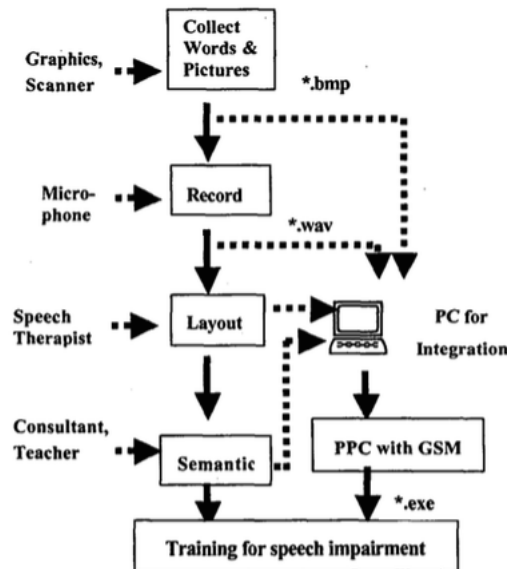 Collect
Words &
Pictures
Graphics,
Scanner
*.bmp
Micro-
phone
Record
*.wav
Speech
Therapist
Layout
PC for
Integration
Consultant,
Teacher
Semantic
PPC with GSM
*.exe
Training for speech impairment